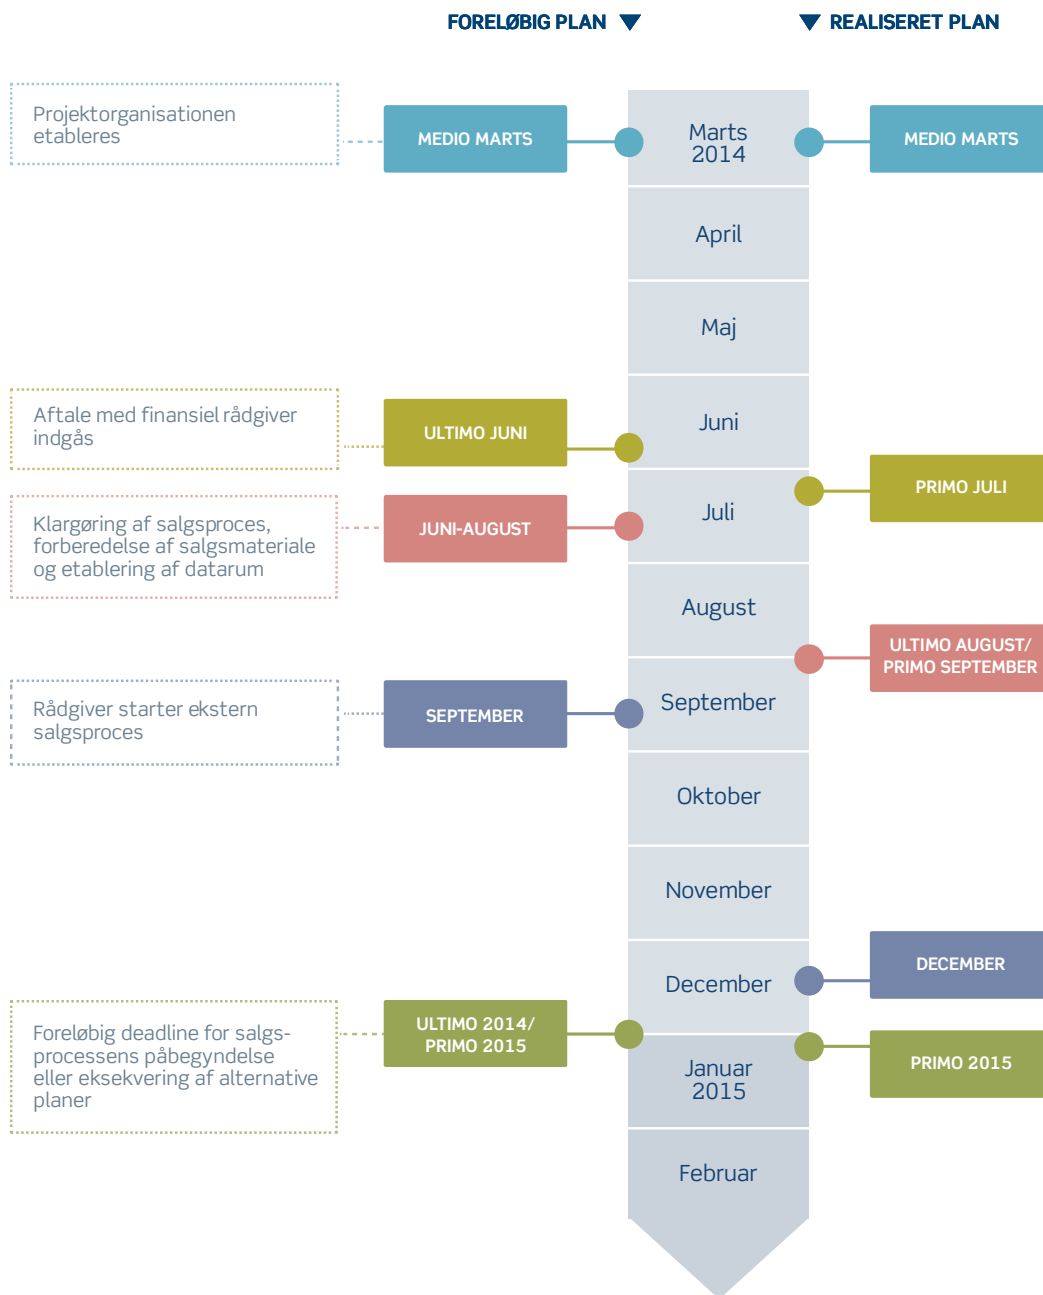 FORELØBIG PLAN
REALISERET PLAN
Projektorganisationen
etableres
MEDIO MARTS
Marts
2014
MEDIO MARTS
April
Maj
Aftale med finansiel rådgiver
indgås
ULTIMO JUNI
Juni
PRIMO JULI
Klargøring af salgsproces,
forberedelse af salgsmateriale
og etablering af datarum
JUNI-AUGUST
Juli
August
ULTIMO AUGUST/
PRIMO SEPTEMBER
Rådgiver starter ekstern
salgsproces
SEPTEMBER
September
Oktober
November
DECEMBER
December
Foreløbig deadline for salgs-
processens påbegyndelse
eller eksekvering af alternative
planer
ULTIMO 2014/
PRIMO 2015
Januar
2015
PRIMO 2015
Februar